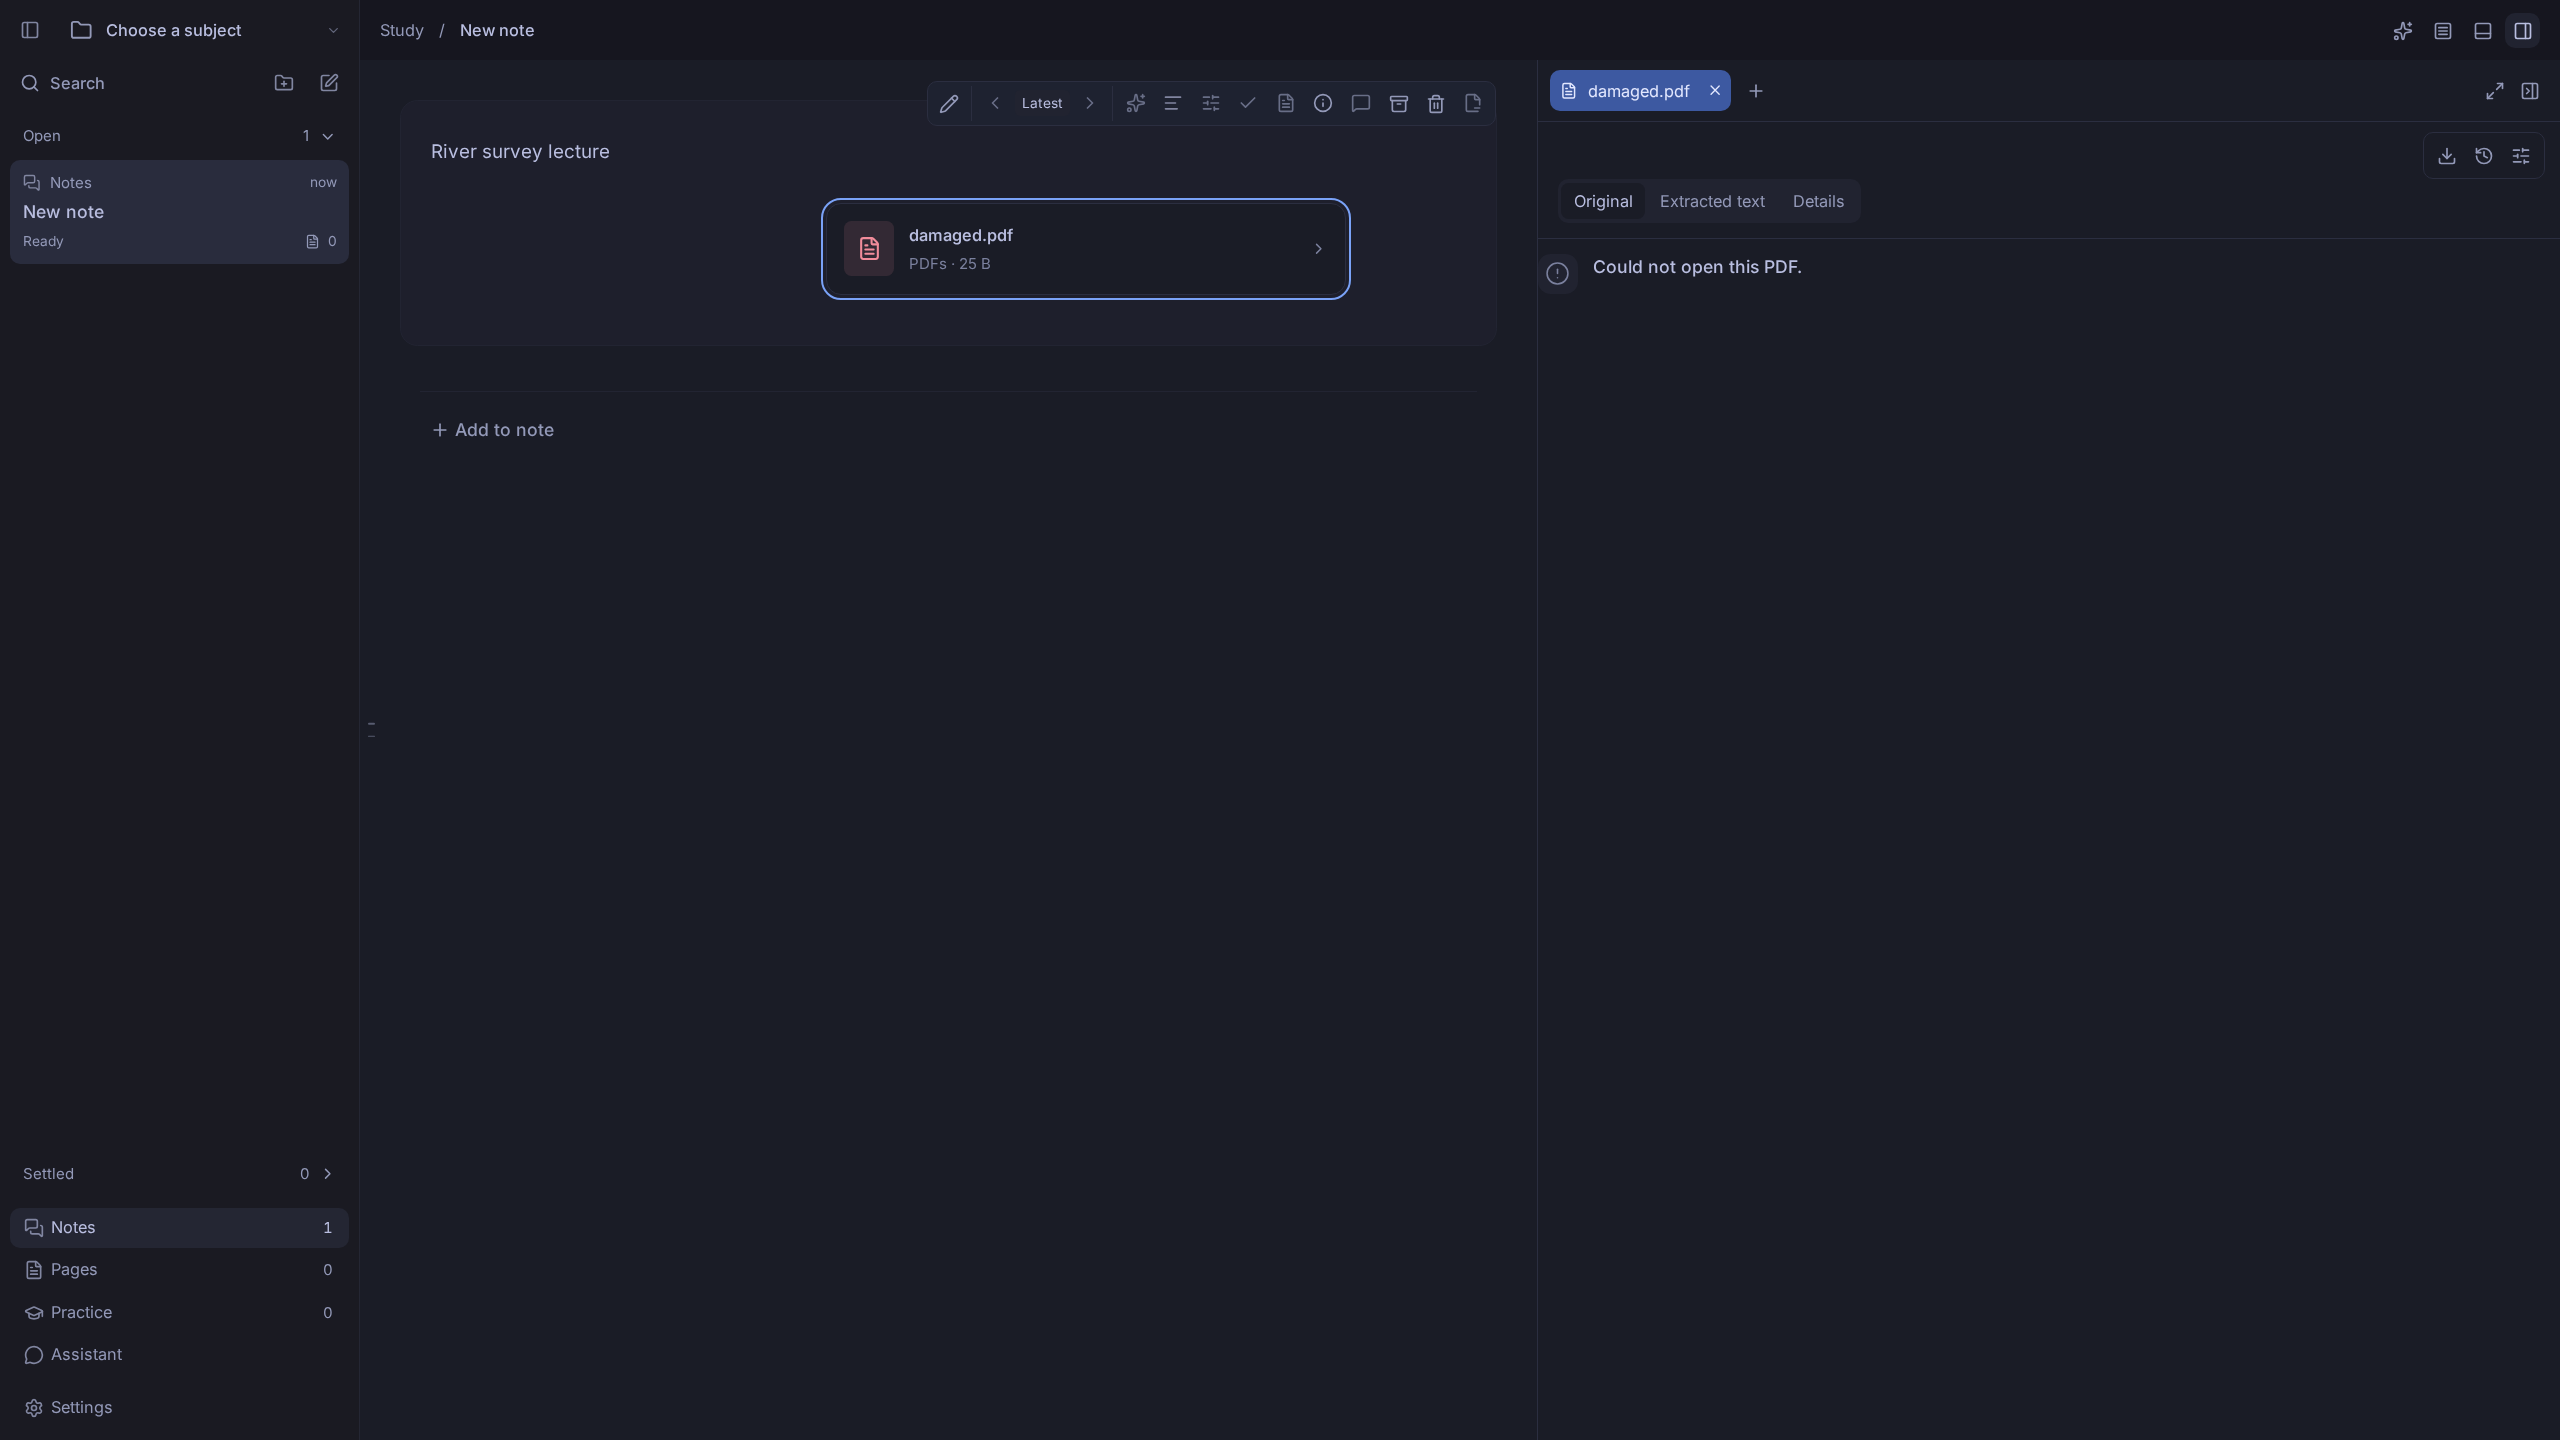 Choose a subject
Study / New note
Search
Open 1
Notes now
New note
Ready 0
Latest
River survey lecture
damaged.pdf
PDFs · 25 B
Add to note
damaged.pdf
Original Extracted text Details
Could not open this PDF.
Settled 0
Notes 1
Pages 0
Practice 0
Assistant
Settings